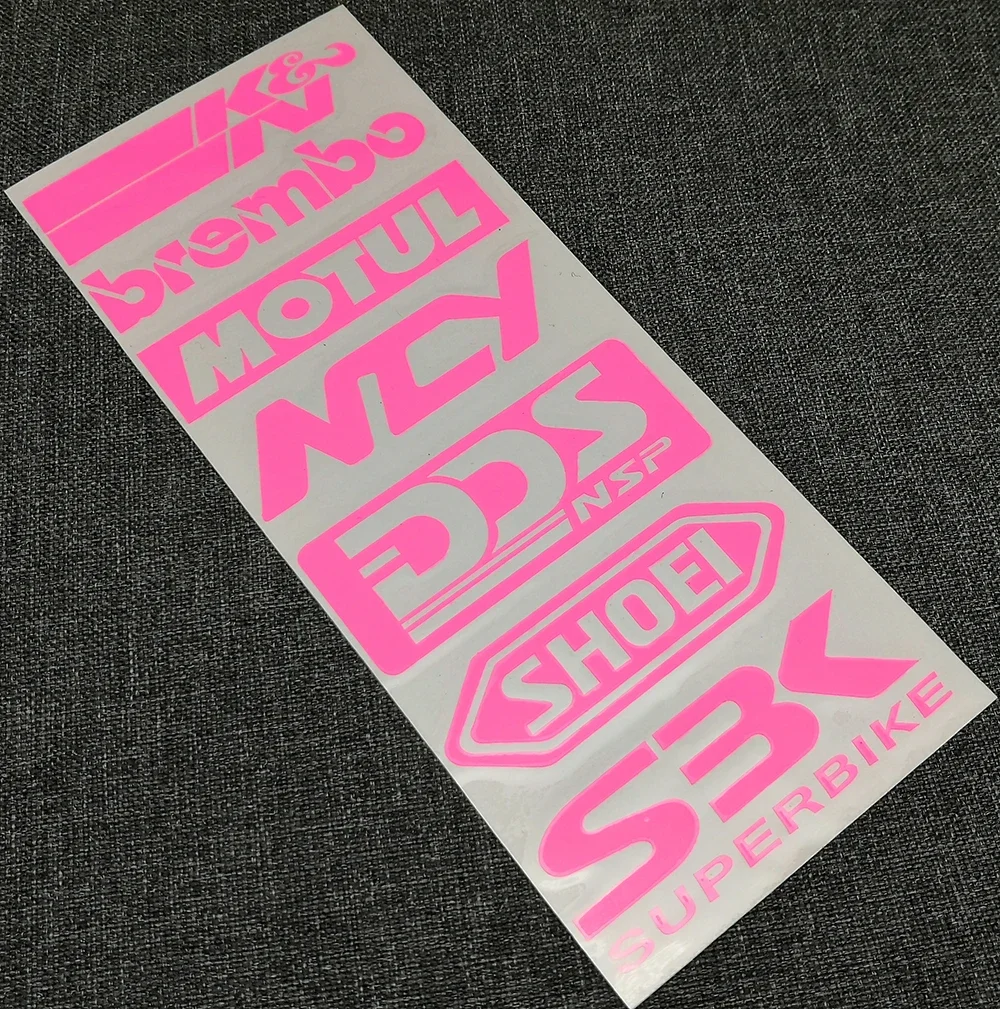 K&N
brembo
MOTUL
NCY
DDS
NSP
SHOEI
SBK
SUPERBIKE